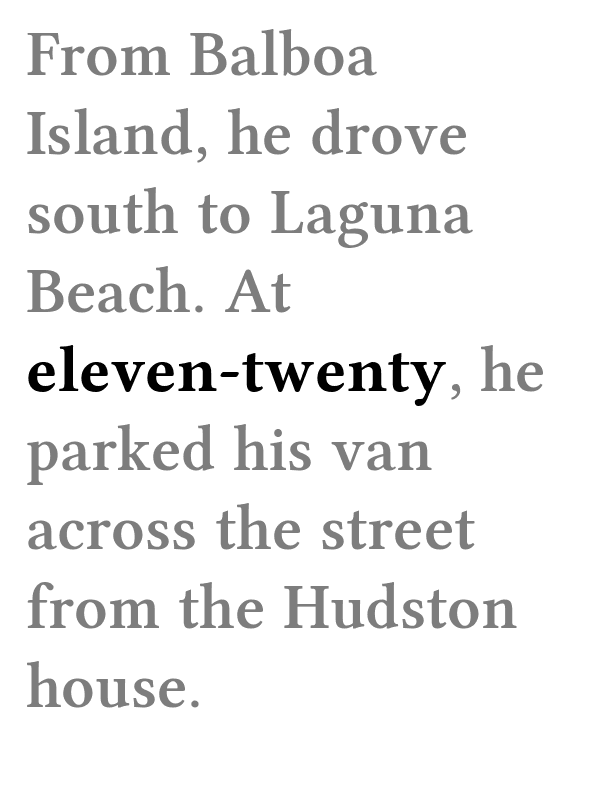 From Balboa
Island, he drove
south to Laguna
Beach. At
eleven-twenty, he
parked his van
across the street
from the Hudston
house.